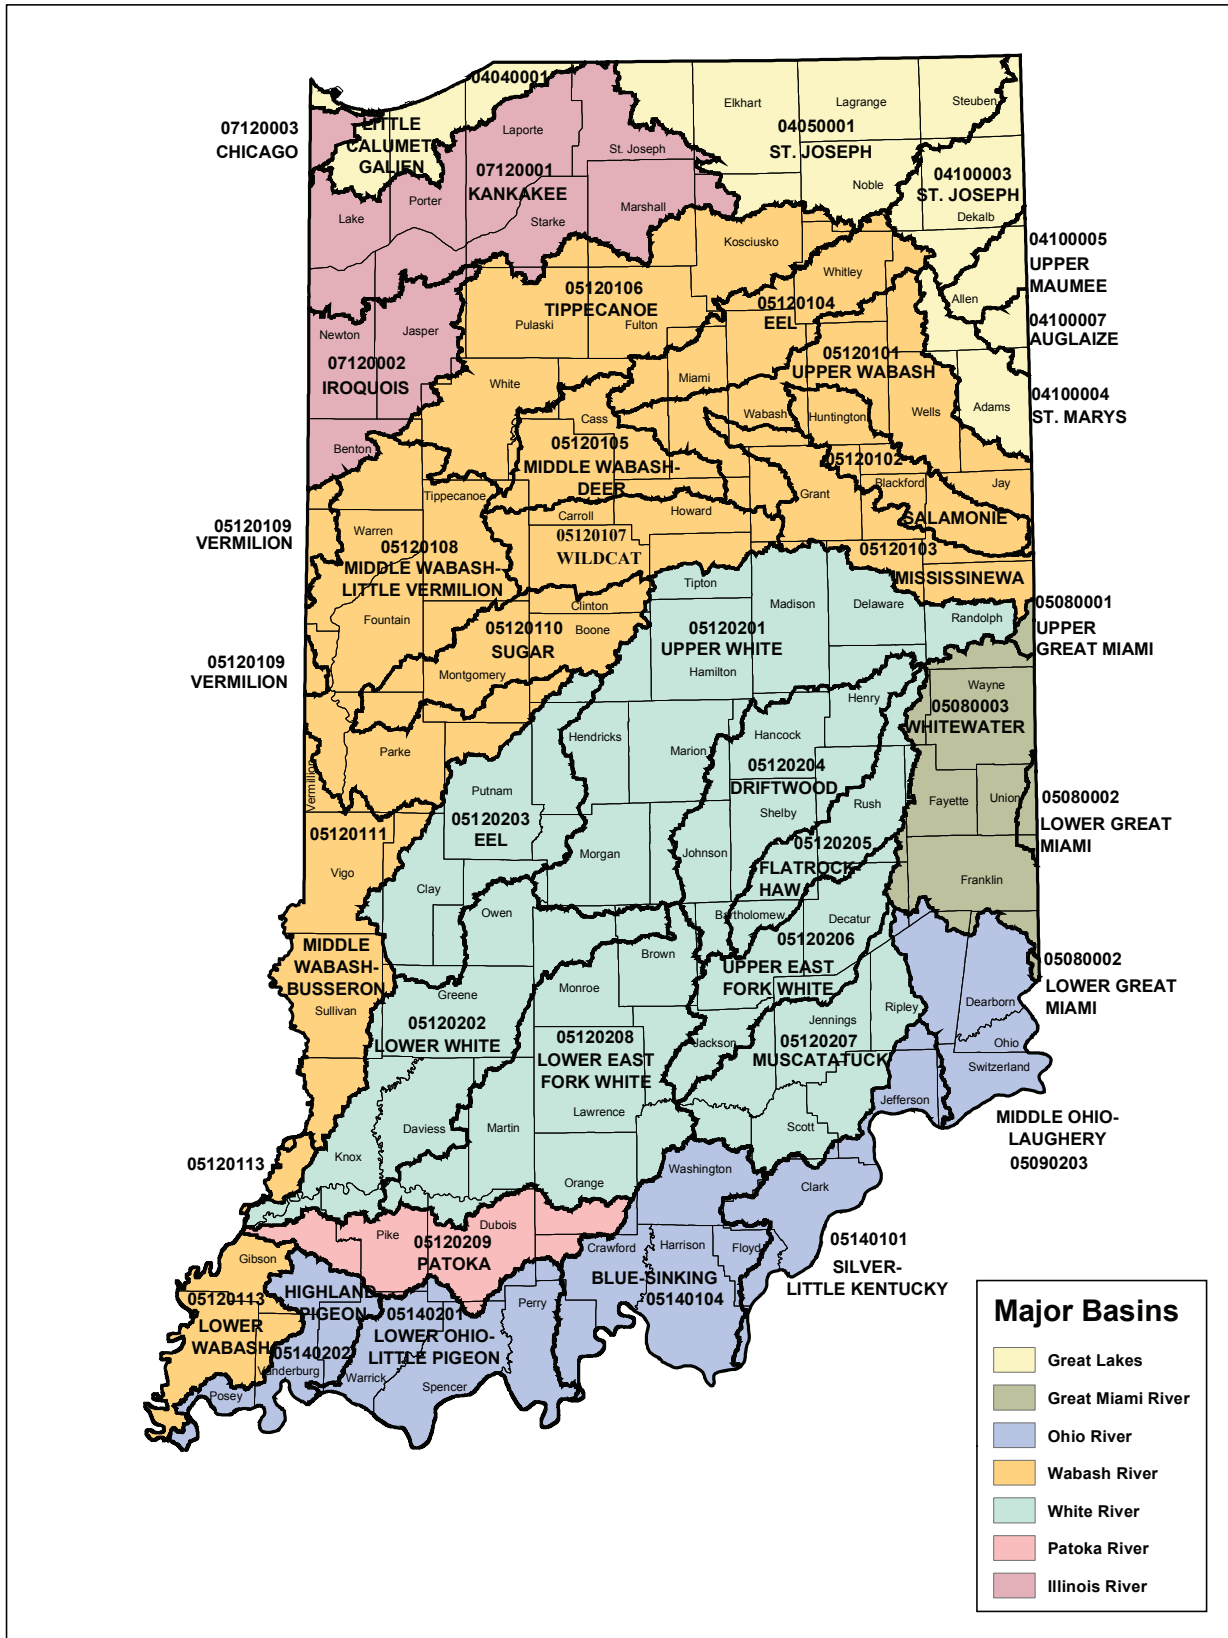 04040001
Elkhart
Lagrange
Steuben
07120003
CHICAGO
LITTLE
CALUMET-
GALIEN
Laporte
04050001
ST. JOSEPH
St. Joseph
07120001
KANKAKEE
04100003
ST. JOSEPH
Noble
Lake
Porter
Starke
Marshall
Dekalb
Kosciusko
04100005
UPPER
MAUMEE
Whitley
05120106
TIPPECANOE
05120104
EEL
Allen
Newton
Jasper
Pulaski
Fulton
04100007
AUGLAIZE
07120002
IROQUOIS
05120101
UPPER WABASH
White
Miami
04100004
ST. MARYS
Cass
Wabash
Huntington
Wells
Adams
Benton
05120105
MIDDLE WABASH-
DEER
05120102
Tippecanoe
Grant
Blackford
Jay
Carroll
Howard
SALAMONIE
05120109
VERMILION
Warren
05120107
WILDCAT
05120108
MIDDLE WABASH-
LITTLE VERMILION
05120103
MISSISSINEWA
Tipton
Clinton
Madison
Delaware
05080001
UPPER
GREAT MIAMI
Randolph
Fountain
05120110
SUGAR
Boone
05120201
UPPER WHITE
Hamilton
05120109
VERMILION
Montgomery
Wayne
Henry
05080003
WHITEWATER
Hendricks
Marion
Hancock
Parke
05120204
DRIFTWOOD
Vermillion
Putnam
Shelby
Rush
Fayette
Union
05080002
LOWER GREAT
MIAMI
05120111
05120203
EEL
05120205
FLATROCK-
HAW
Vigo
Morgan
Johnson
Clay
Franklin
Owen
Bartholomew
Decatur
05120206
UPPER EAST
FORK WHITE
MIDDLE
WABASH-
BUSSERON
Brown
05080002
LOWER GREAT
MIAMI
Greene
Monroe
Sullivan
Dearborn
Ripley
05120202
LOWER WHITE
Jennings
05120208
LOWER EAST
FORK WHITE
Jackson
05120207
MUSCATATUCK
Ohio
Switzerland
Jefferson
Lawrence
MIDDLE OHIO-
LAUGHERY
05090203
Daviess
Martin
Scott
Knox
05120113
Washington
Orange
Clark
Pike
Dubois
05120209
PATOKA
Crawford
Harrison
Floyd
05140101
SILVER-
LITTLE KENTUCKY
Gibson
BLUE-SINKING
05140104
HIGHLAND
PIGEON
05120113
LOWER
WABASH
05140201
LOWER OHIO-
LITTLE PIGEON
Perry
05140202
Vanderburg
Warrick
Spencer
Posey
Major Basins
Great Lakes
Great Miami River
Ohio River
Wabash River
White River
Patoka River
Illinois River